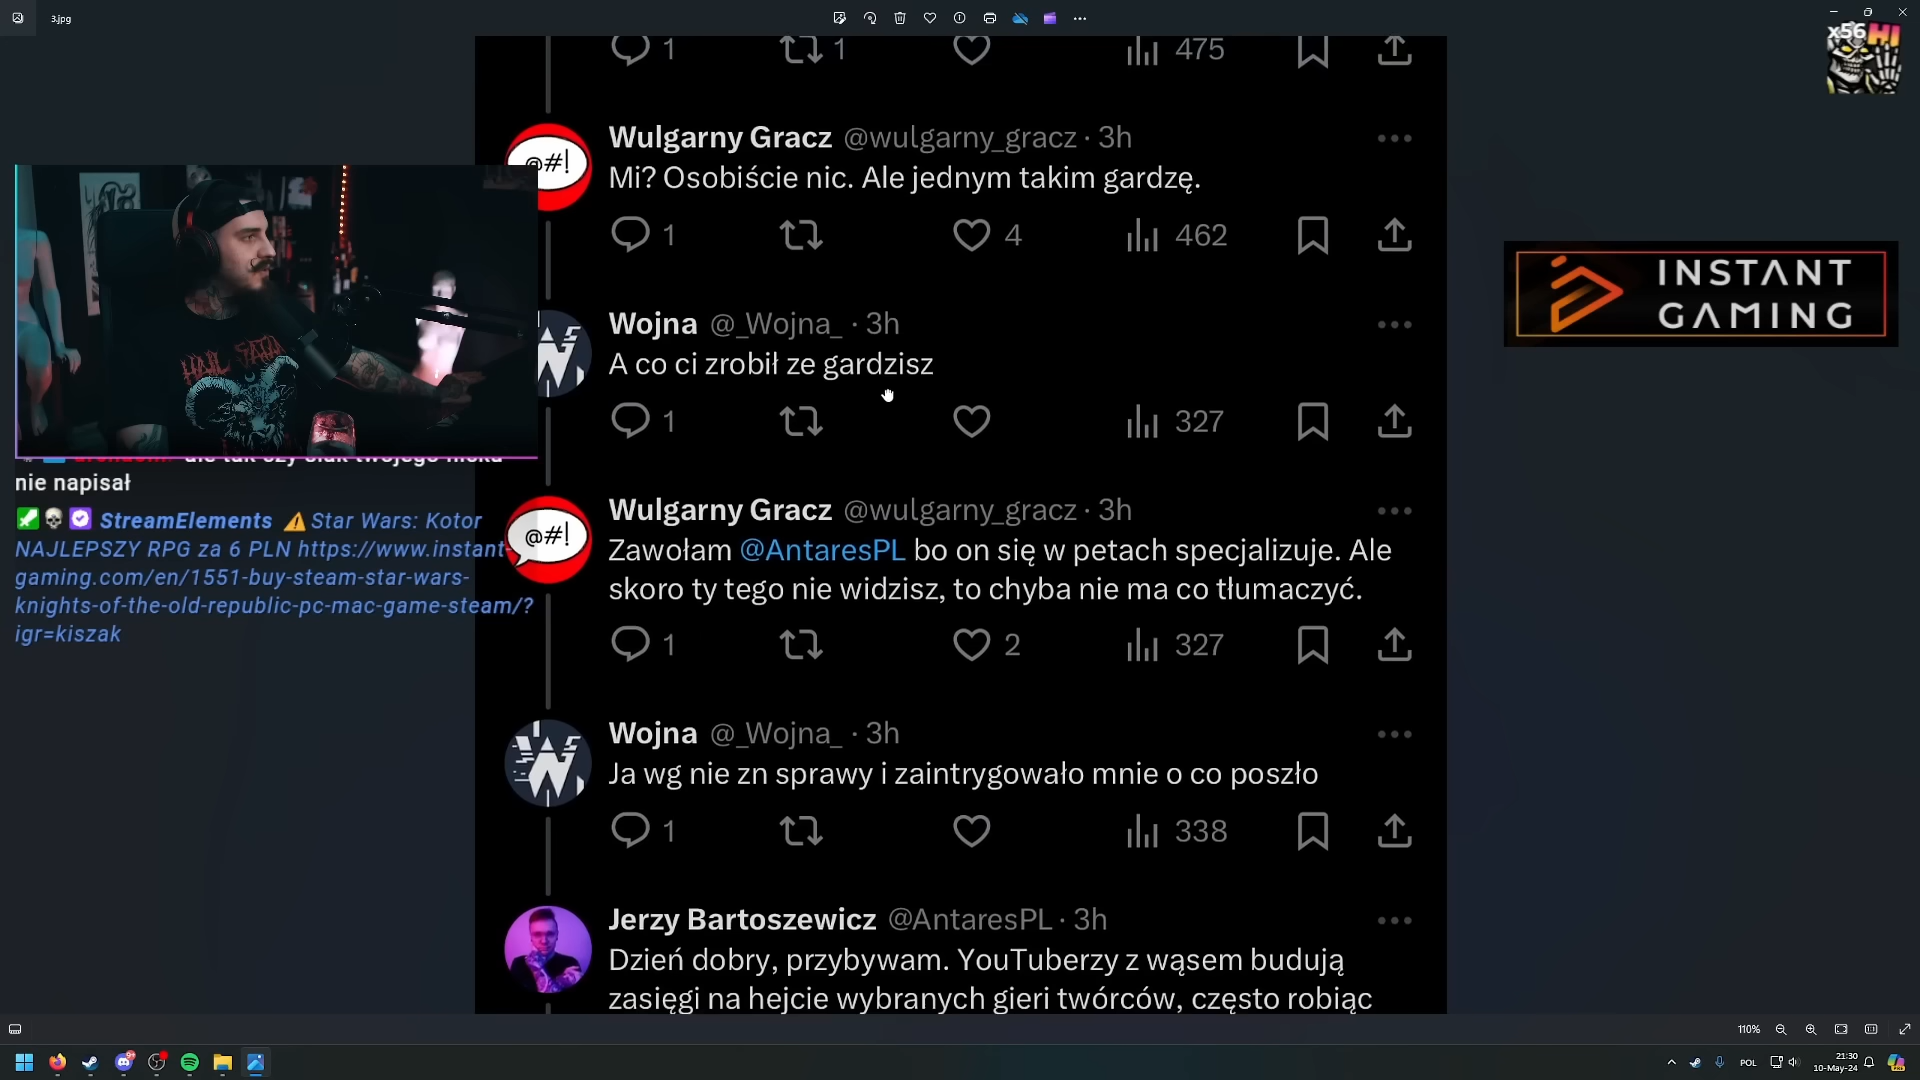 3.jpg
x56 HI
1 1 475
Wulgarny Gracz @wulgarny_gracz · 3h
@#!
Mi? Osobiście nic. Ale jednym takim gardzę.
1 4 462
INSTANT
GAMING
Wojna @_Wojna_ · 3h
A co ci zrobił ze gardzisz
1 327
HAIL SATAN
nie napisał
StreamElements ⚠ Star Wars: Kotor
NAJLEPSZY RPG za 6 PLN https://www.instant-
gaming.com/en/1551-buy-steam-star-wars-
knights-of-the-old-republic-pc-mac-game-steam/?
igr=kiszak
Wulgarny Gracz @wulgarny_gracz · 3h
@#!
Zawołam @AntaresPL bo on się w petach specjalizuje. Ale
skoro ty tego nie widzisz, to chyba nie ma co tłumaczyć.
1 2 327
Wojna @_Wojna_ · 3h
W
Ja wg nie zn sprawy i zaintrygowało mnie o co poszło
1 338
Jerzy Bartoszewicz @AntaresPL · 3h
Dzień dobry, przybywam. YouTuberzy z wąsem budują
zasięgi na hejcie wybranych gieri twórców, często robiąc
110%
POL
21:30
10-May-24